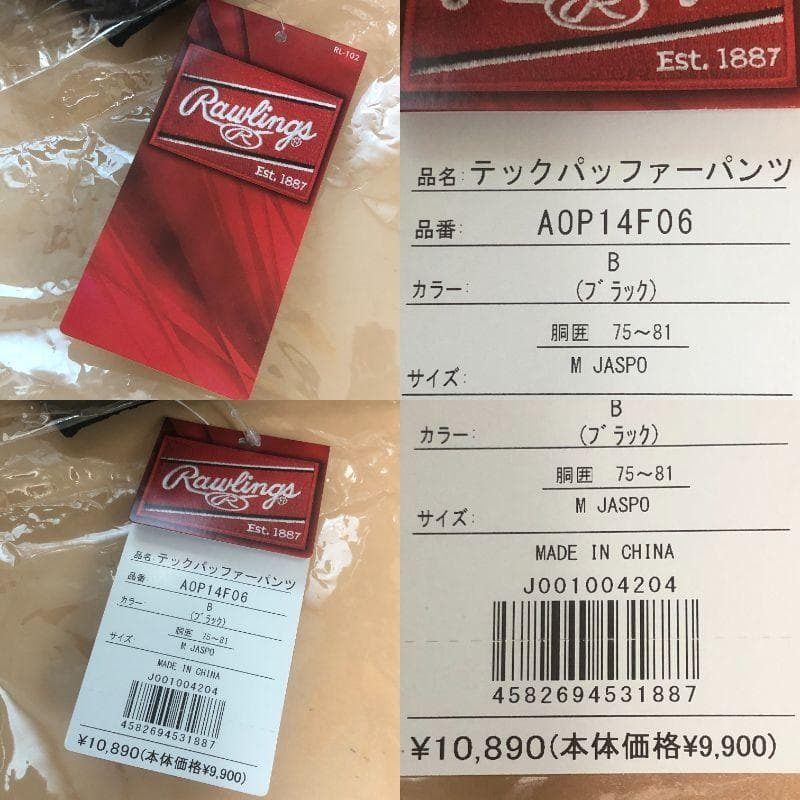 RL-102
Rawlings
R
Est. 1887
Est. 1887
品名:テックパッファーパンツ
品番: AOP14F06
カラー: B
(ブラック)
胴囲 75〜81
サイズ: M JASPO
Rawlings
R
Est. 1887
品名:テックパッファーパンツ
品番: AOP14F06
カラー: B
(ブラック)
胴囲 75〜81
サイズ: M JASPO
MADE IN CHINA
J001004204
4582694531887
¥10,890(本体価格¥9,900)
B
カラー: (ブラック)
胴囲 75〜81
M JASPO
サイズ:
MADE IN CHINA
J001004204
4582694531887
¥10,890(本体価格¥9,900)